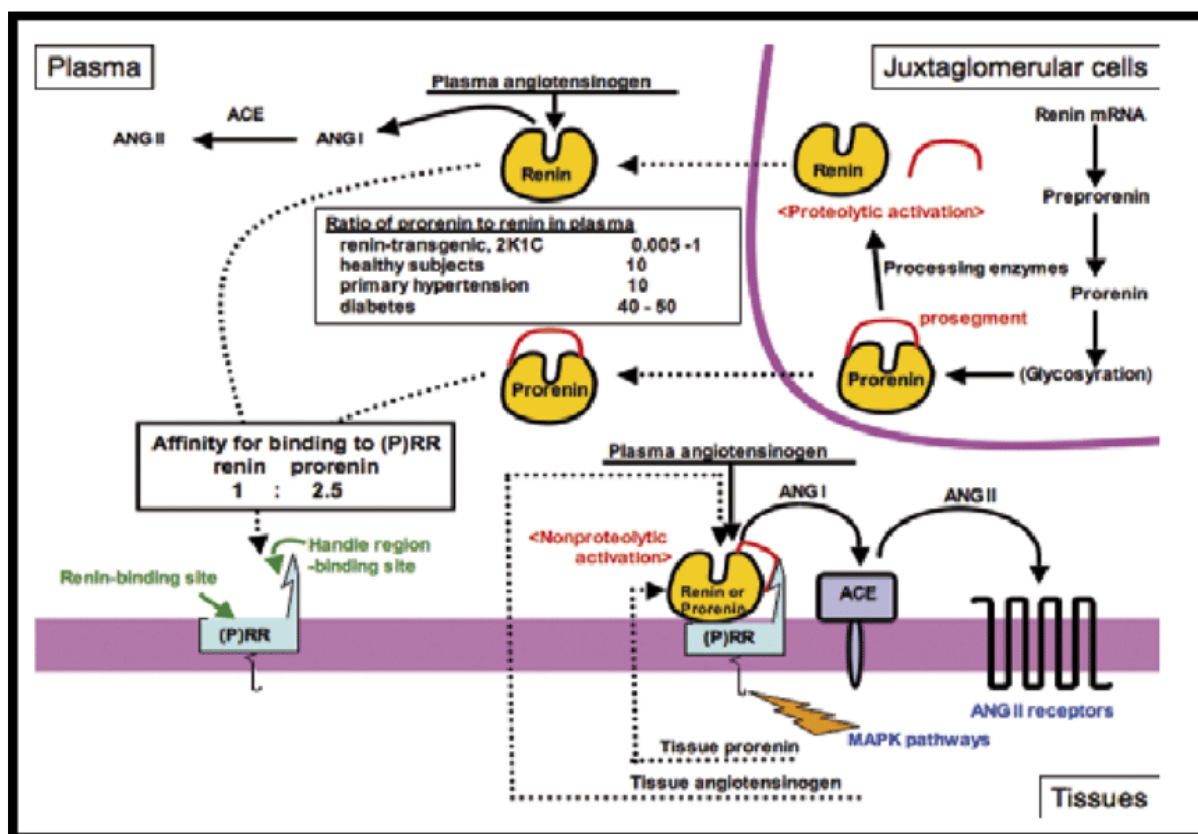 Plasma
Juxtaglomerular cells
Plasma angiotensinogen
ACE
ANG II
ANG I
Renin
Renin
<Proteolytic activation>
Renin mRNA
Preprorenin
Processing enzymes
Prorenin
prosegment
(Glycosyration)
Prorenin
Ratio of prorenin to renin in plasma
renin-transgenic, 2K1C 0.005 -1
healthy subjects 10
primary hypertension 10
diabetes 40 - 50
Prorenin
Affinity for binding to (P)RR
renin prorenin
1 : 2.5
Handle region
-binding site
Renin-binding site
(P)RR
Plasma angiotensinogen
ANG I
ANG II
<Nonproteolytic
activation>
Renin or
Prorenin
(P)RR
ACE
ANG II receptors
MAPK pathways
Tissue prorenin
Tissue angiotensinogen
Tissues